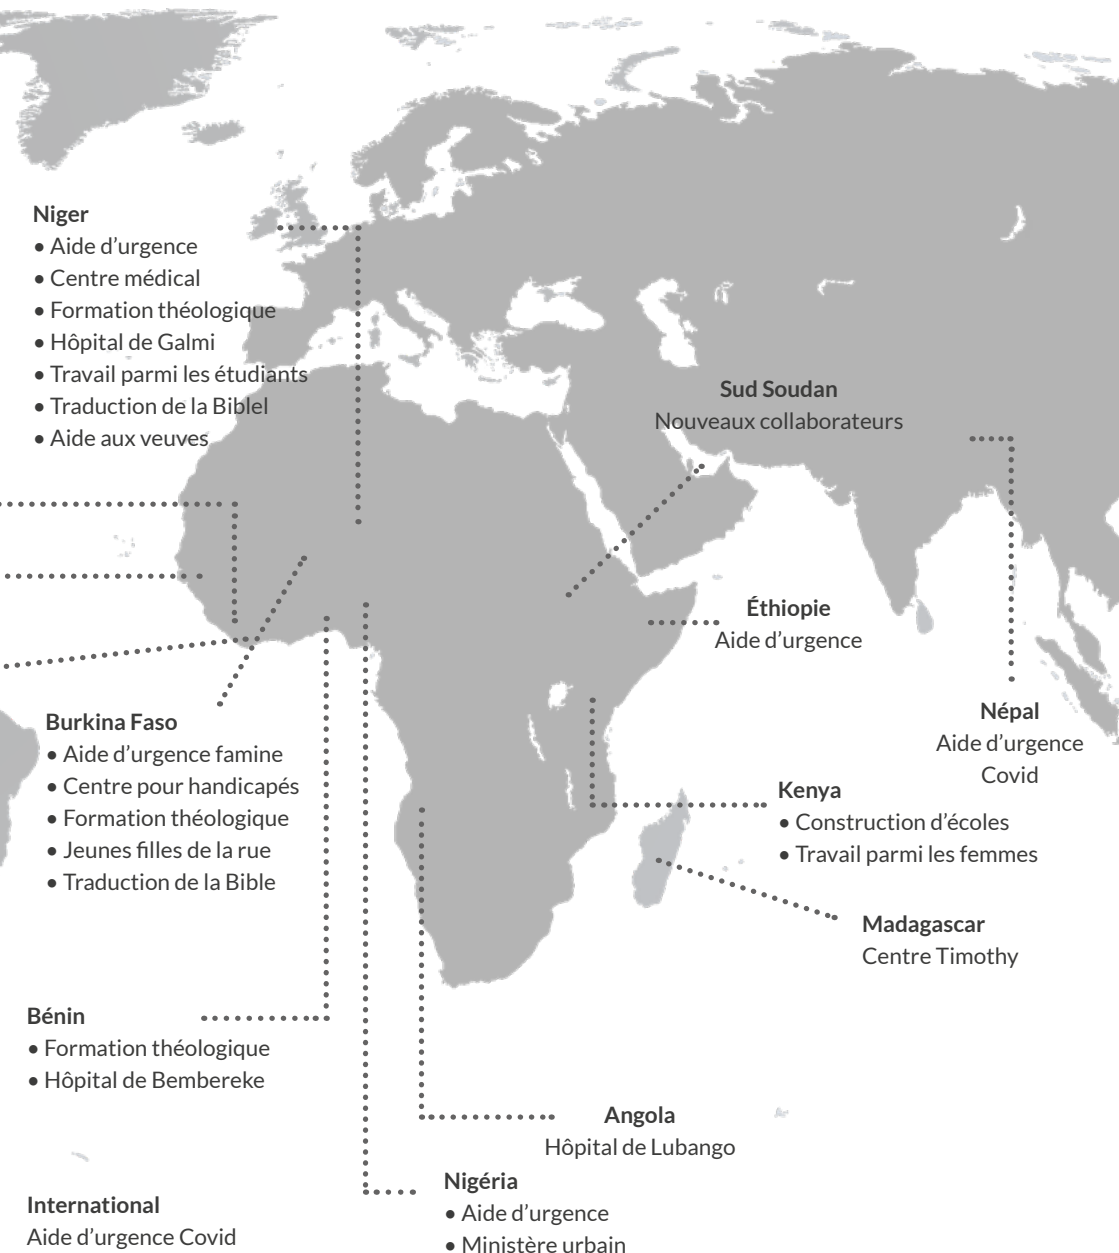 Niger
• Aide d’urgence
• Centre médical
• Formation théologique
• Hôpital de Galmi
• Travail parmi les étudiants
• Traduction de la Biblel
• Aide aux veuves
Sud Soudan
Nouveaux collaborateurs
Éthiopie
Aide d’urgence
Burkina Faso
• Aide d’urgence famine
• Centre pour handicapés
• Formation théologique
• Jeunes filles de la rue
• Traduction de la Bible
Népal
Aide d’urgence
Covid
Kenya
• Construction d’écoles
• Travail parmi les femmes
Madagascar
Centre Timothy
Bénin
• Formation théologique
• Hôpital de Bembereke
Angola
Hôpital de Lubango
International
Aide d’urgence Covid
Nigéria
• Aide d’urgence
• Ministère urbain